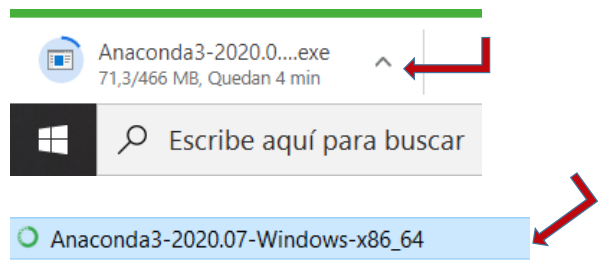 Anaconda3-2020.0....exe
71,3/466 MB, Quedan 4 min
Escribe aquí para buscar
Anaconda3-2020.07-Windows-x86_64